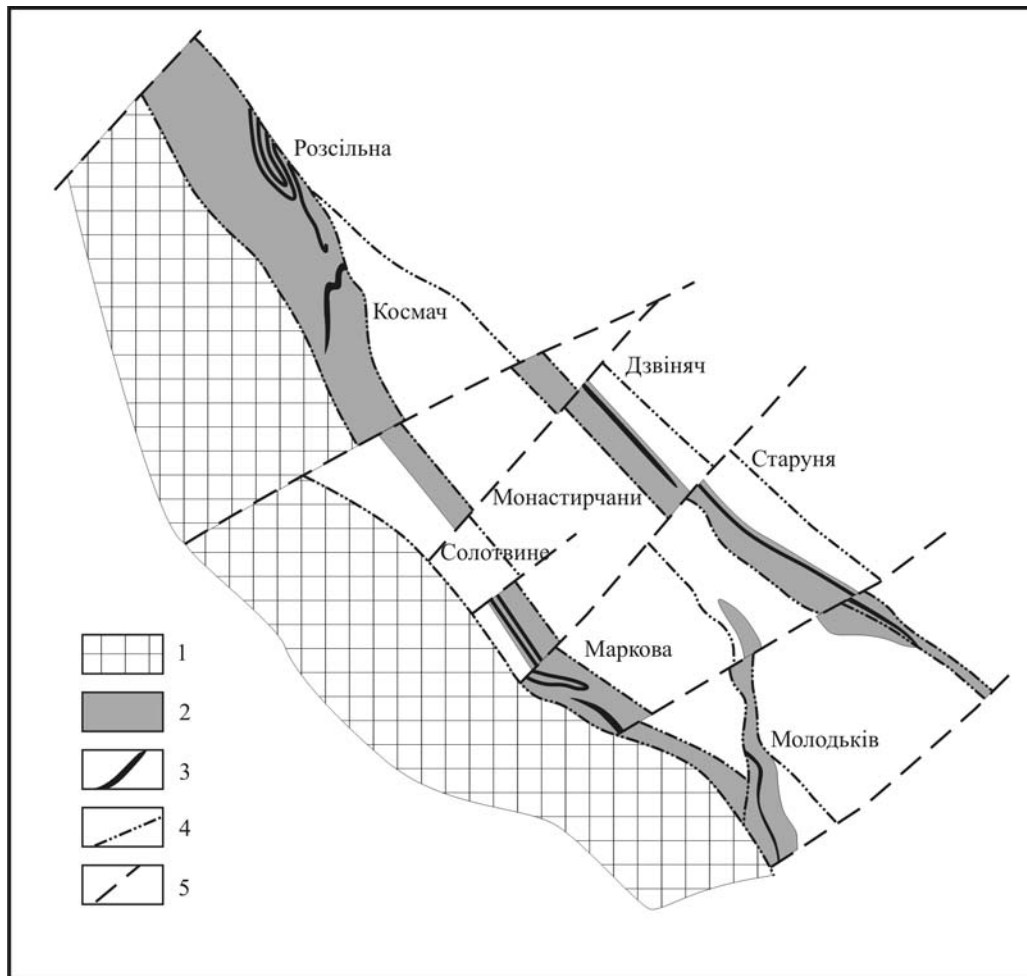 Розсільна
Космач
Дзвіняч
Старуня
Монастирчани
Солотвине
Маркова
Молодьків
1
2
3
4
5